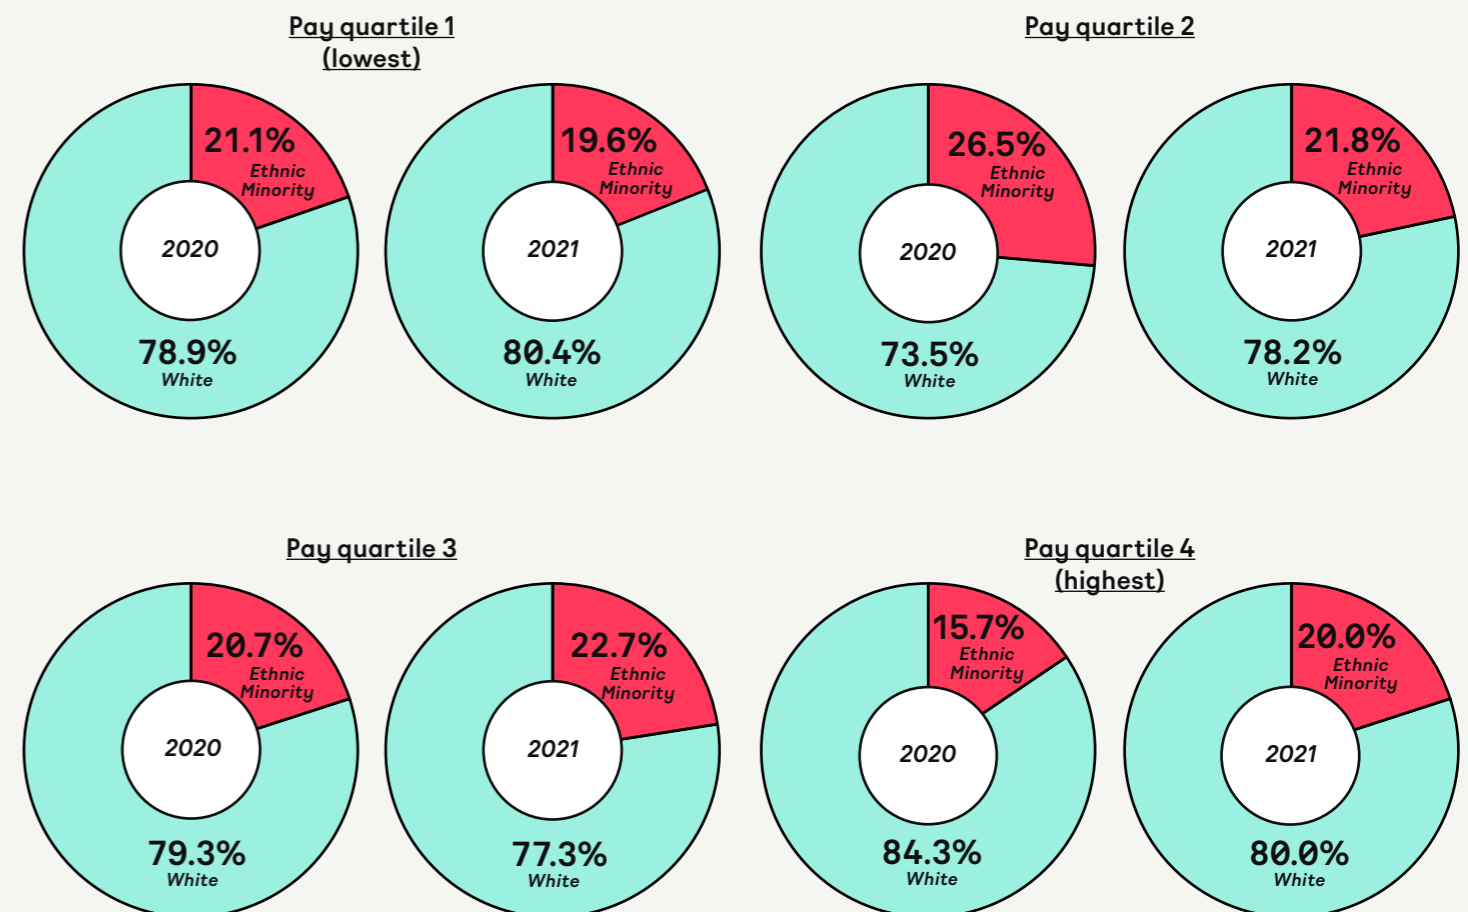 Pay quartile 1
(lowest)
21.1%
Ethnic
Minority
2020
78.9%
White
19.6%
Ethnic
Minority
2021
80.4%
White
Pay quartile 2
26.5%
Ethnic
Minority
2020
73.5%
White
21.8%
Ethnic
Minority
2021
78.2%
White
Pay quartile 3
20.7%
Ethnic
Minority
2020
79.3%
White
22.7%
Ethnic
Minority
2021
77.3%
White
Pay quartile 4
(highest)
15.7%
Ethnic
Minority
2020
84.3%
White
20.0%
Ethnic
Minority
2021
80.0%
White